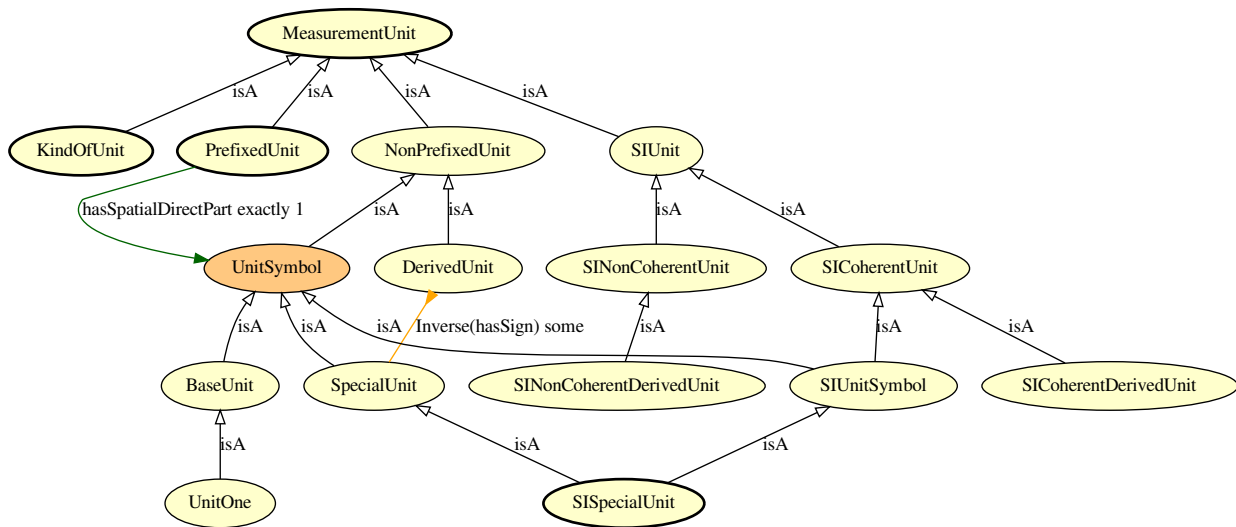 MeasurementUnit
isA
isA
isA
isA
KindOfUnit
PrefixedUnit
NonPrefixedUnit
SIUnit
hasSpatialDirectPart exactly 1
isA
isA
isA
isA
UnitSymbol
DerivedUnit
SINonCoherentUnit
SICoherentUnit
isA
isA
isA
Inverse(hasSign) some
isA
isA
isA
BaseUnit
SpecialUnit
SINonCoherentDerivedUnit
SIUnitSymbol
SICoherentDerivedUnit
isA
isA
isA
UnitOne
SISpecialUnit